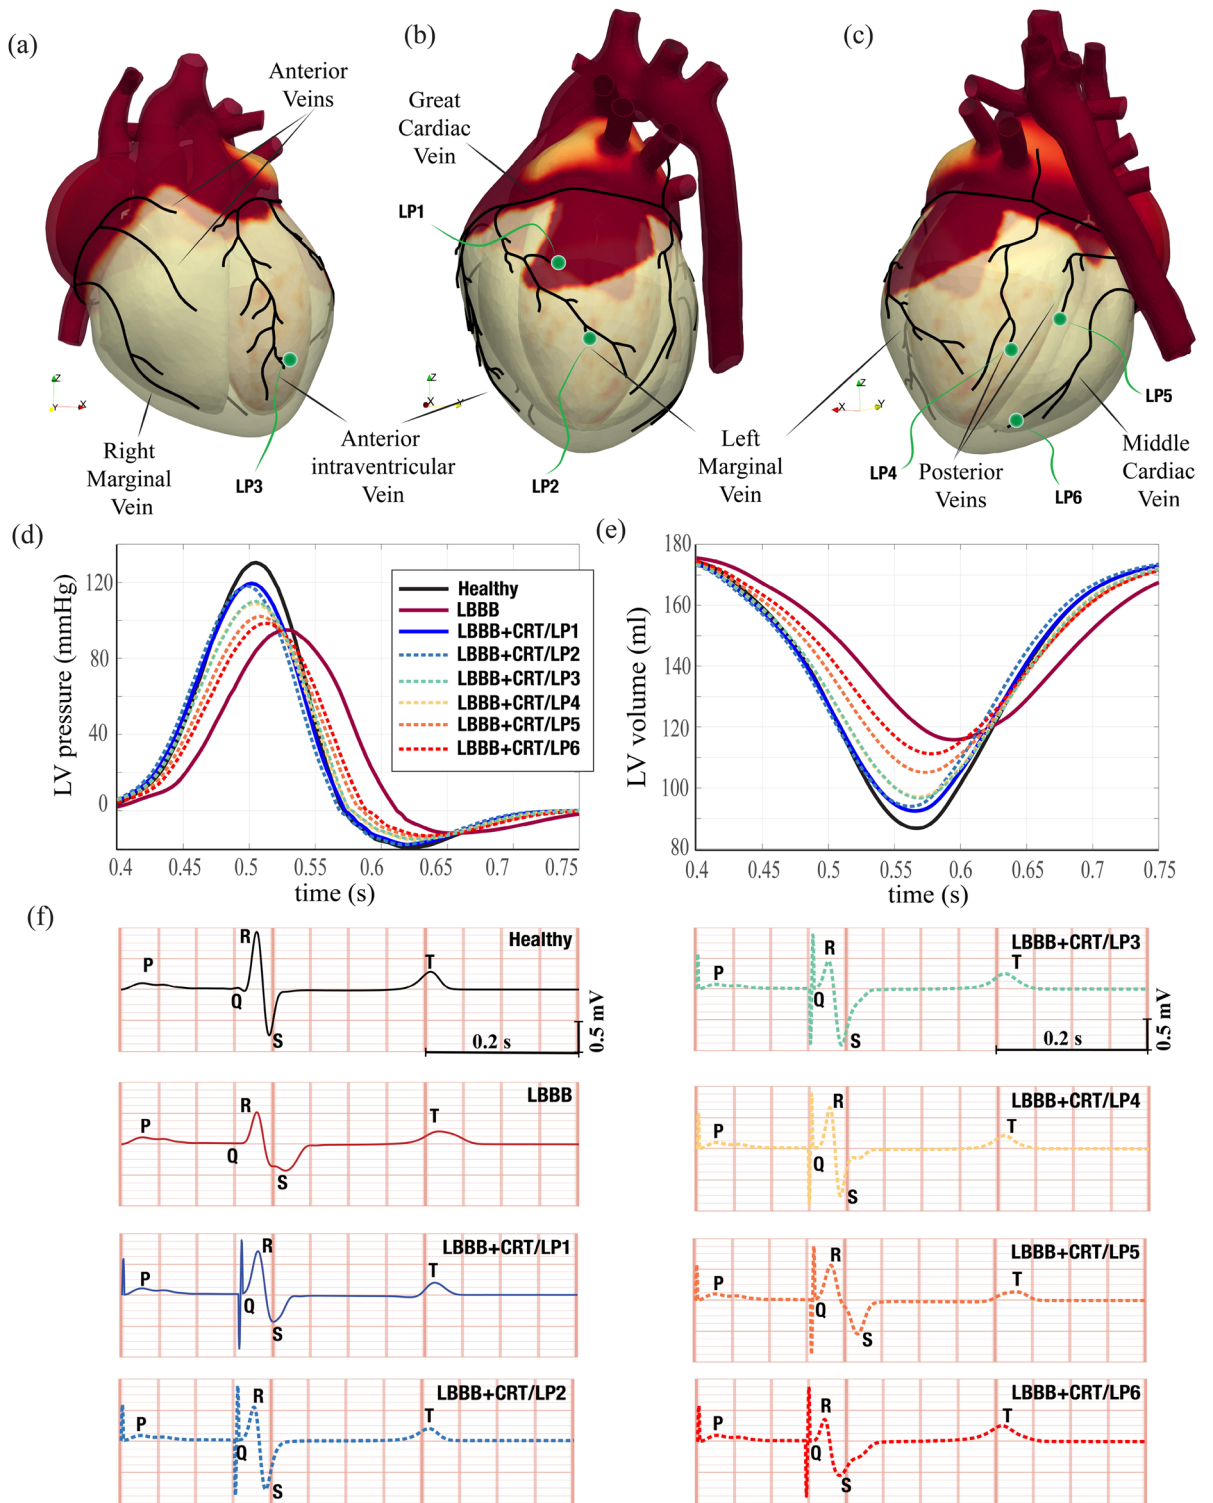 (a)
(b)
(c)
Anterior
Veins
Great
Cardiac
Vein
LP1
Z
Y
X
Z
X
Y
Z
X
Y
LP5
Right
Marginal
Vein
LP3
Anterior
intraventricular
Vein
LP2
Left
Marginal
Vein
LP4
Posterior
Veins
LP6
Middle
Cardiac
Vein
(d)
LV pressure (mmHg)
120
80
40
0
0.4 0.45 0.5 0.55 0.6 0.65 0.7 0.75
time (s)
Healthy
LBBB
LBBB+CRT/LP1
LBBB+CRT/LP2
LBBB+CRT/LP3
LBBB+CRT/LP4
LBBB+CRT/LP5
LBBB+CRT/LP6
(e)
LV volume (ml)
180
160
140
120
100
80
0.4 0.45 0.5 0.55 0.6 0.65 0.7 0.75
time (s)
(f)
Healthy
P Q R S T
0.2 s
0.5 mV
LBBB
P Q R S T
LBBB+CRT/LP1
P Q R S T
LBBB+CRT/LP2
P Q R S T
LBBB+CRT/LP3
P Q R S T
0.2 s
0.5 mV
LBBB+CRT/LP4
P Q R S T
LBBB+CRT/LP5
P Q R S T
LBBB+CRT/LP6
P Q R S T